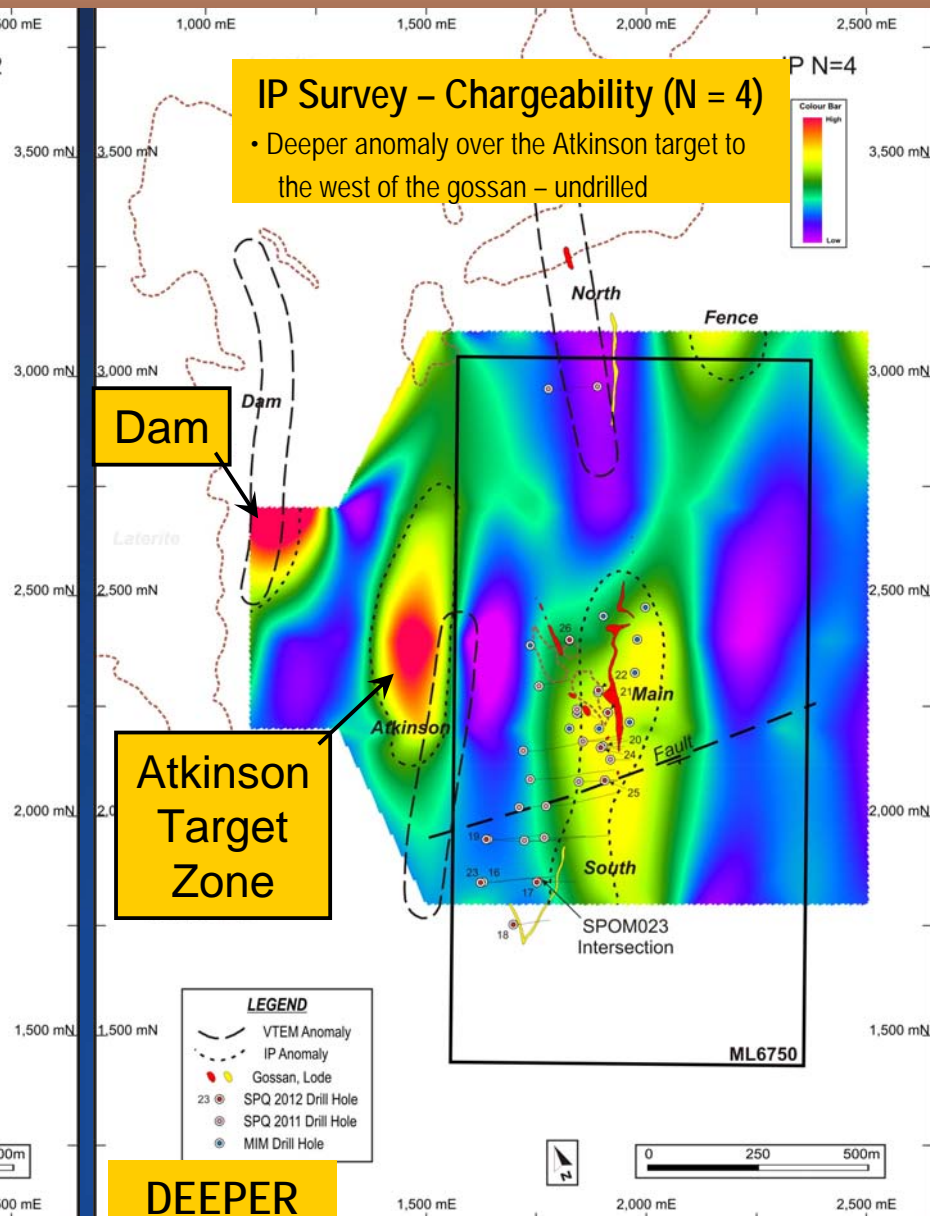 00 mE
1,000 mE
1,500 mE
2,000 mE
2,500 mE
IP Survey – Chargeability (N = 4)
• Deeper anomaly over the Atkinson target to
the west of the gossan – undrilled
IP N=4
Colour Bar
High
Low
3,500 mN
3,500 mN
3,500 mN
North
Fence
3,000 mN
3,000 mN
3,000 mN
Dam
Dam
Laterite
2,500 mN
2,500 mN
2,500 mN
26
22
21
Main
Atkinson
20
Fault
24
25
Atkinson
Target
Zone
2,000 mN
2,000 mN
19
South
23
16
17
SPOM023
Intersection
18
LEGEND
VTEM Anomaly
IP Anomaly
Gossan, Lode
23 SPQ 2012 Drill Hole
SPQ 2011 Drill Hole
MIM Drill Hole
1,500 mN
1,500 mN
1,500 mN
ML6750
00m
N
0 250 500m
DEEPER
00 mE
1,500 mE
2,000 mE
2,500 mE